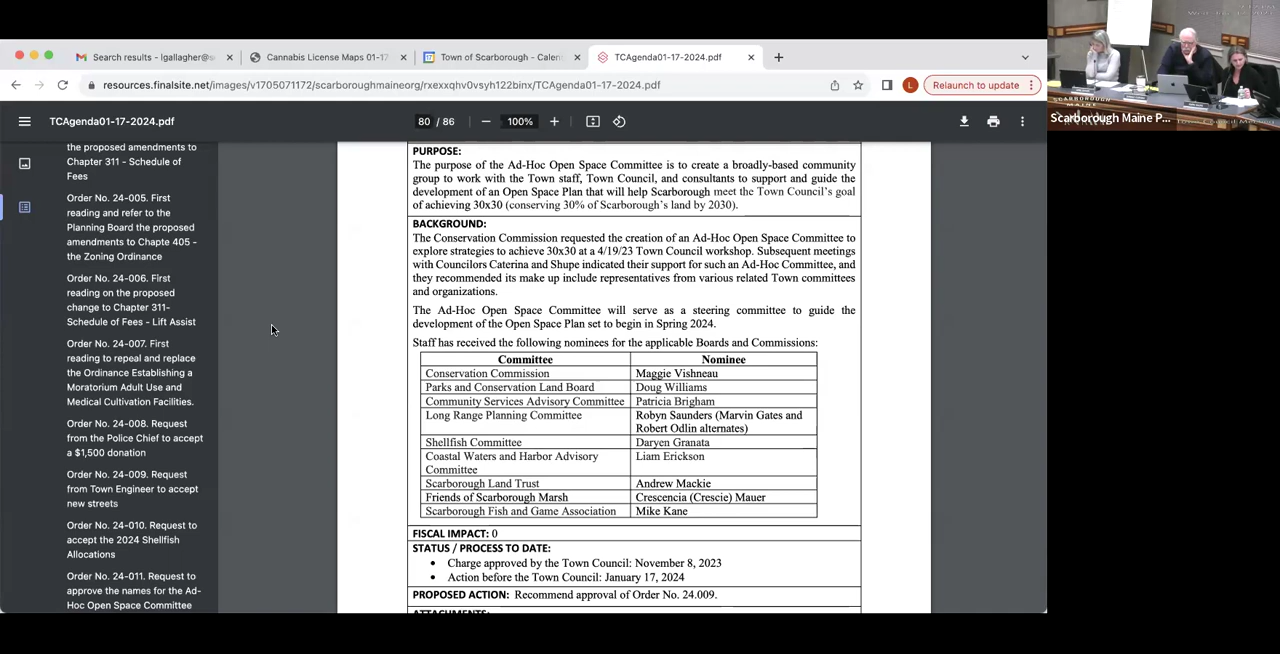 Search results - lgallagher@s
Cannabis License Maps 01-17
Town of Scarborough - Calen
TCAgenda01-17-2024.pdf
resources.finalsite.net/images/v1705071172/scarboroughmaineorg/rxexxqhv0vsyh122binx/TCAgenda01-17-2024.pdf
L
Relaunch to update
TCAgenda01-17-2024.pdf
80 / 86
100%
the proposed amendments to
Chapter 311 - Schedule of
Fees
Order No. 24-005. First
reading and refer to the
Planning Board the proposed
amendments to Chapte 405 -
the Zoning Ordinance
Order No. 24-006. First
reading on the proposed
change to Chapter 311-
Schedule of Fees - Lift Assist
Order No. 24-007. First
reading to repeal and replace
the Ordinance Establishing a
Moratorium Adult Use and
Medical Cultivation Facilities.
Order No. 24-008. Request
from the Police Chief to accept
a $1,500 donation
Order No. 24-009. Request
from Town Engineer to accept
new streets
Order No. 24-010. Request to
accept the 2024 Shellfish
Allocations
Order No. 24-011. Request to
approve the names for the Ad-
Hoc Open Space Committee
PURPOSE:
The purpose of the Ad-Hoc Open Space Committee is to create a broadly-based community
group to work with the Town staff, Town Council, and consultants to support and guide the
development of an Open Space Plan that will help Scarborough meet the Town Council's goal
of achieving 30x30 (conserving 30% of Scarborough's land by 2030).
BACKGROUND:
The Conservation Commission requested the creation of an Ad-Hoc Open Space Committee to
explore strategies to achieve 30x30 at a 4/19/23 Town Council workshop. Subsequent meetings
with Councilors Caterina and Shupe indicated their support for such an Ad-Hoc Committee, and
they recommended its make up include representatives from various related Town committees
and organizations.
The Ad-Hoc Open Space Committee will serve as a steering committee to guide the
development of the Open Space Plan set to begin in Spring 2024.
Staff has received the following nominees for the applicable Boards and Commissions:
Committee Nominee
Conservation Commission Maggie Vishneau
Parks and Conservation Land Board Doug Williams
Community Services Advisory Committee Patricia Brigham
Long Range Planning Committee Robyn Saunders (Marvin Gates and
Robert Odlin alternates)
Shellfish Committee Daryen Granata
Coastal Waters and Harbor Advisory Liam Erickson
Committee
Scarborough Land Trust Andrew Mackie
Friends of Scarborough Marsh Crescencia (Crescie) Mauer
Scarborough Fish and Game Association Mike Kane
FISCAL IMPACT: 0
STATUS / PROCESS TO DATE:
• Charge approved by the Town Council: November 8, 2023
• Action before the Town Council: January 17, 2024
PROPOSED ACTION: Recommend approval of Order No. 24.009.
ATTACHMENTS:
SCARBOROUGH
MAINE
Scarborough Maine P...